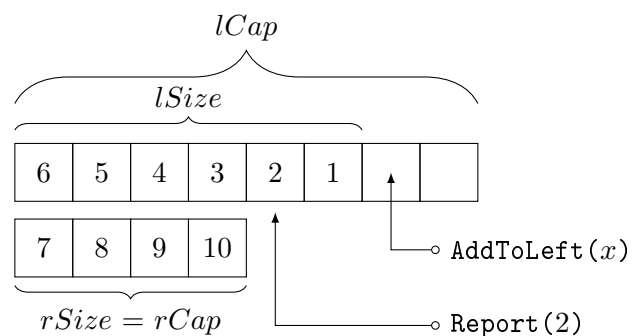 lCap
lSize
6 5 4 3 2 1
7 8 9 10
AddToLeft(x)
rSize = rCap
Report(2)